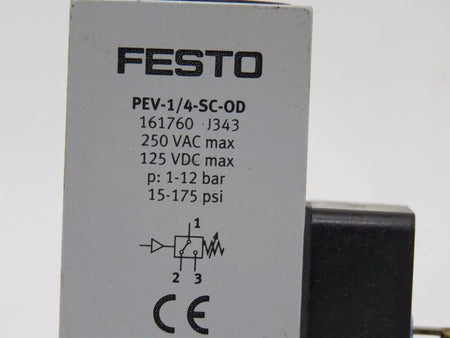 FESTO
PEV-1/4-SC-OD
161760 J343
250 VAC max
125 VDC max
p: 1-12 bar
15-175 psi
1
2 3
CE